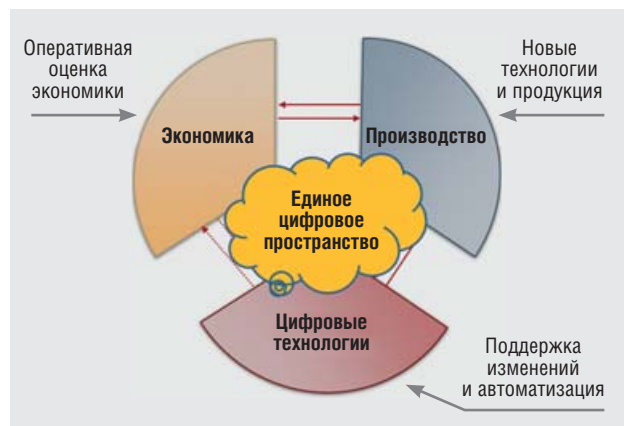 Оперативная
оценка
экономики
Новые
технологии
и продукция
Экономика
Производство
Единое
цифровое
пространство
Цифровые
технологии
Поддержка
изменений
и автоматизация